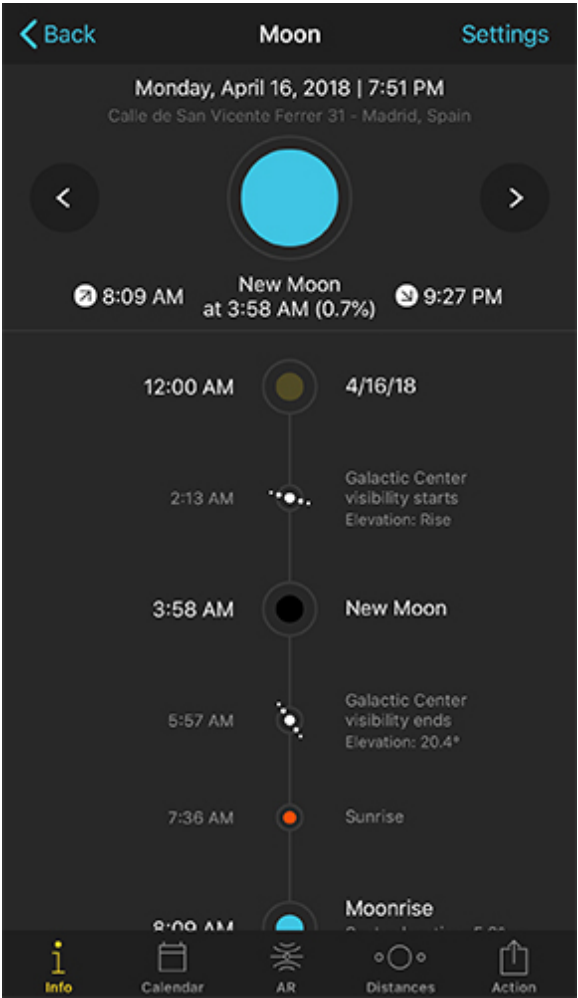 Back
Moon
Settings
Monday, April 16, 2018 | 7:51 PM
Calle de San Vicente Ferrer 31 - Madrid, Spain
8:09 AM
New Moon
at 3:58 AM (0.7%)
9:27 PM
12:00 AM
4/16/18
2:13 AM
Galactic Center
visibility starts
Elevation: Rise
3:58 AM
New Moon
5:57 AM
Galactic Center
visibility ends
Elevation: 20.4°
7:36 AM
Sunrise
8:09 AM
Moonrise
Info
Calendar
AR
Distances
Action